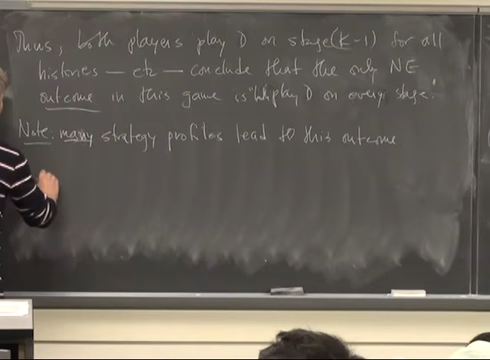 Thus, both players play D on stage (k-1) for all
histories — etc — conclude that the only NE
outcome in this game is "play D on every stage."
Note: many strategy profiles lead to this outcome